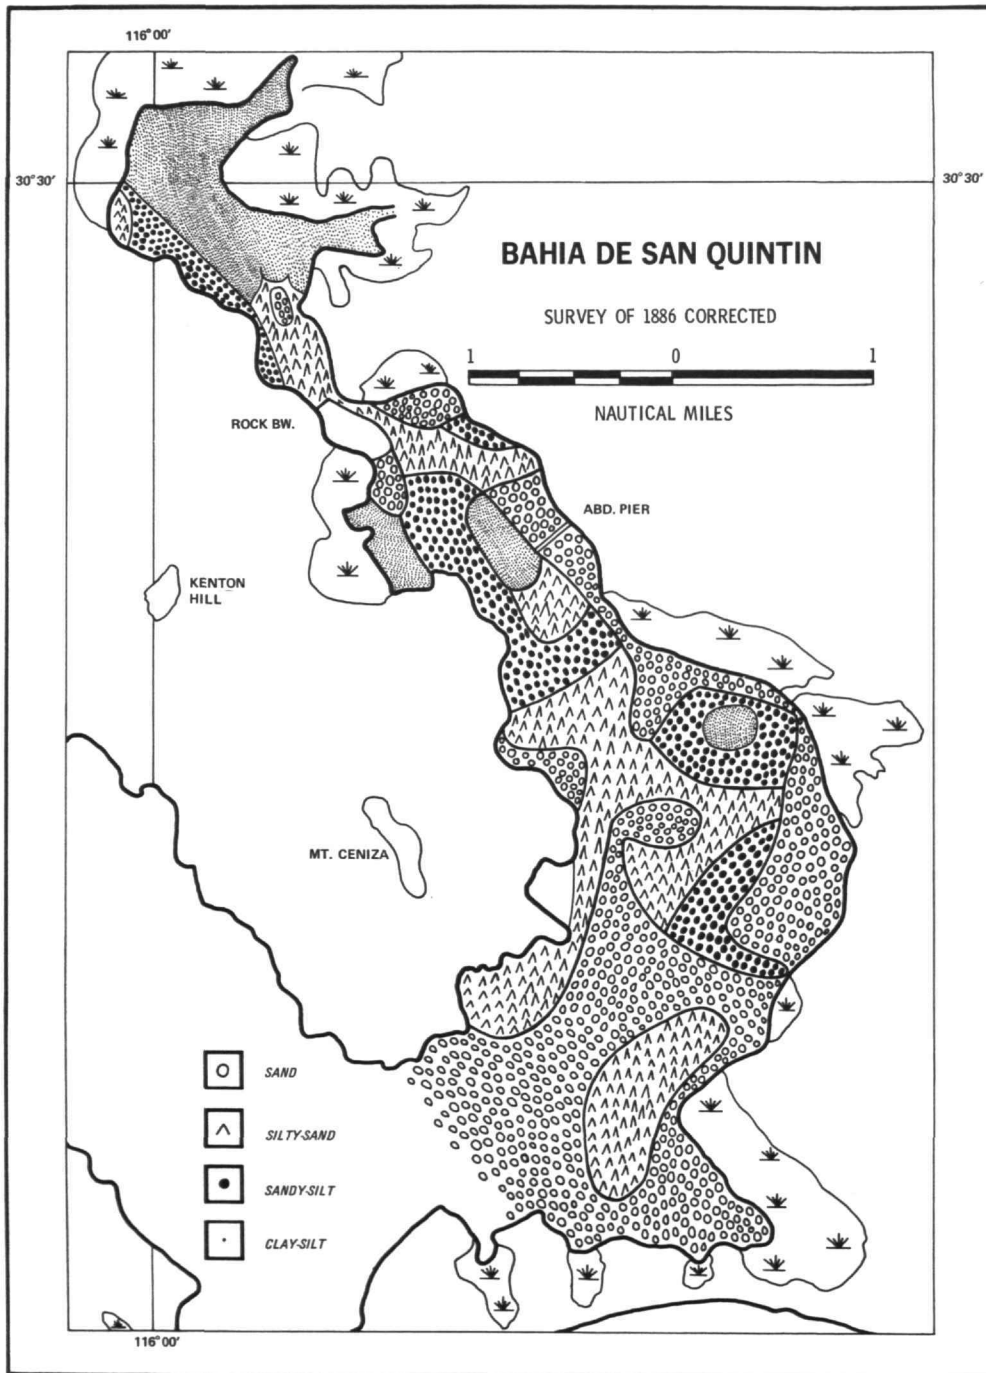 116° 00'
30° 30'
30° 30'
BAHIA DE SAN QUINTIN
SURVEY OF 1886 CORRECTED
1 0 1
NAUTICAL MILES
ROCK BW.
ABD. PIER
KENTON
HILL
MT. CENIZA
SAND
SILTY-SAND
SANDY-SILT
CLAY-SILT
116° 00'